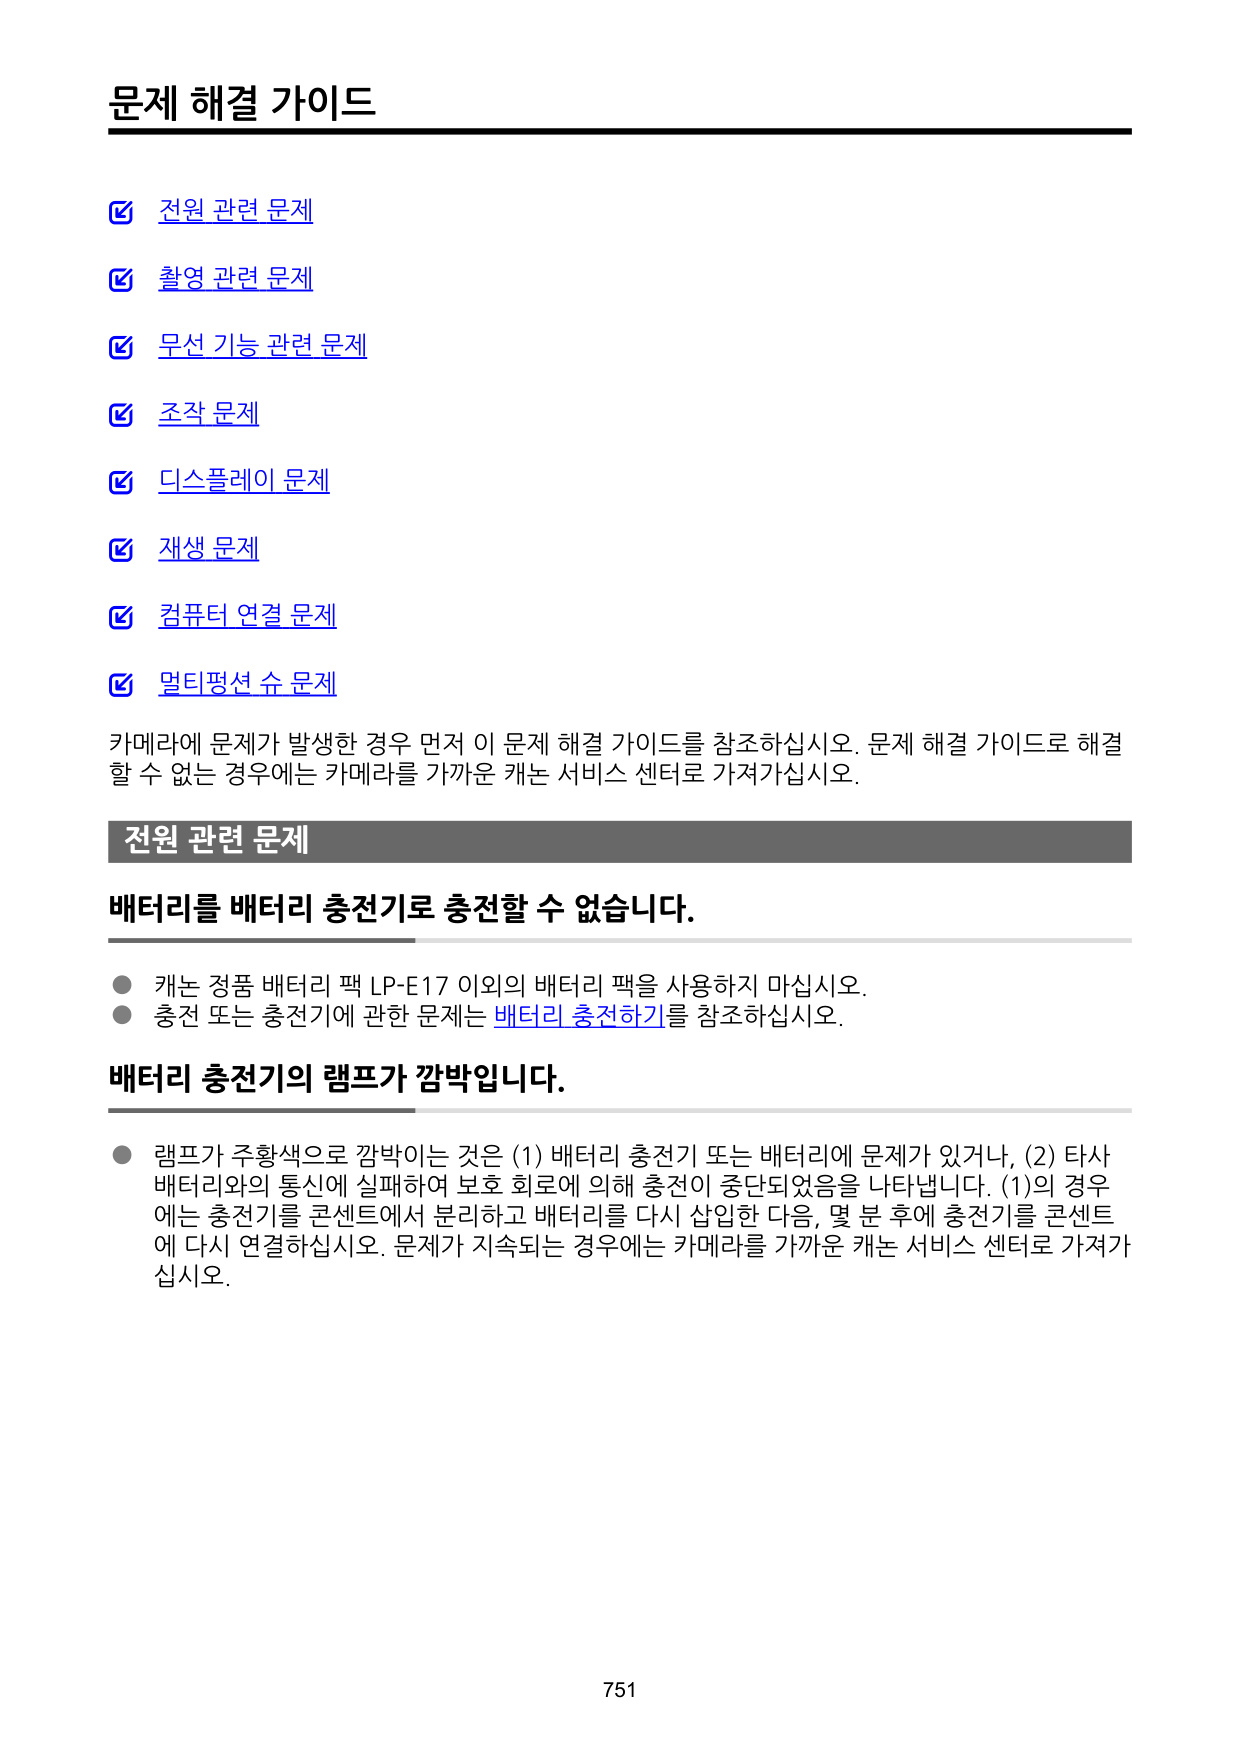 문제 해결 가이드
전원 관련 문제
촬영 관련 문제
무선 기능 관련 문제
조작 문제
디스플레이 문제
재생 문제
컴퓨터 연결 문제
멀티펑션 슈 문제
카메라에 문제가 발생한 경우 먼저 이 문제 해결 가이드를 참조하십시오. 문제 해결 가이드로 해결
할 수 없는 경우에는 카메라를 가까운 캐논 서비스 센터로 가져가십시오.
전원 관련 문제
배터리를 배터리 충전기로 충전할 수 없습니다.
● 캐논 정품 배터리 팩 LP-E17 이외의 배터리 팩을 사용하지 마십시오.
● 충전 또는 충전기에 관한 문제는 배터리 충전하기를 참조하십시오.
배터리 충전기의 램프가 깜박입니다.
● 램프가 주황색으로 깜박이는 것은 (1) 배터리 충전기 또는 배터리에 문제가 있거나, (2) 타사
배터리와의 통신에 실패하여 보호 회로에 의해 충전이 중단되었음을 나타냅니다. (1)의 경우
에는 충전기를 콘센트에서 분리하고 배터리를 다시 삽입한 다음, 몇 분 후에 충전기를 콘센트
에 다시 연결하십시오. 문제가 지속되는 경우에는 카메라를 가까운 캐논 서비스 센터로 가져가
십시오.
751